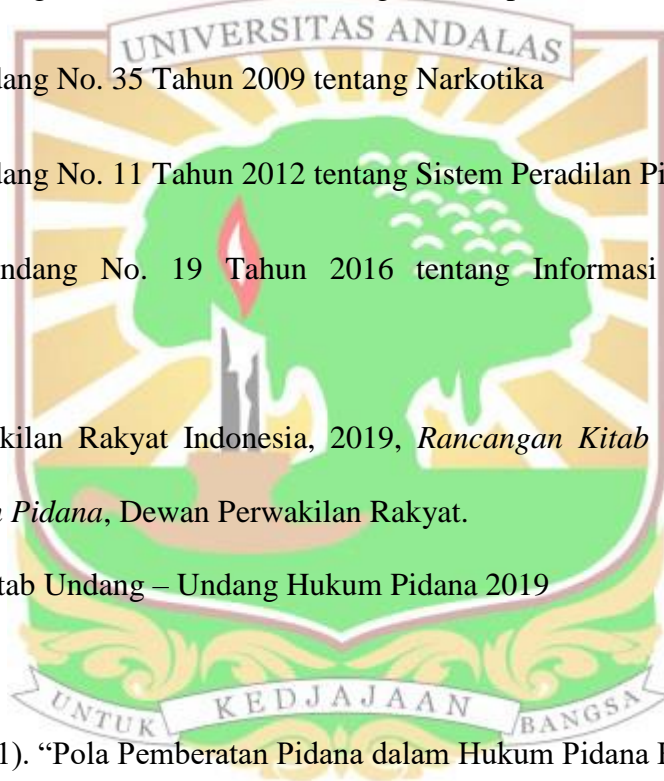 UNIVERSITAS ANDALAS
dang No. 35 Tahun 2009 tentang Narkotika
dang No. 11 Tahun 2012 tentang Sistem Peradilan Pi
ndang No. 19 Tahun 2016 tentang Informasi
kilan Rakyat Indonesia, 2019, Rancangan Kitab
Pidana, Dewan Perwakilan Rakyat.
tab Undang – Undang Hukum Pidana 2019
UNTUK KEDJAJAAN BANGSA
1). “Pola Pemberatan Pidana dalam Hukum Pidana